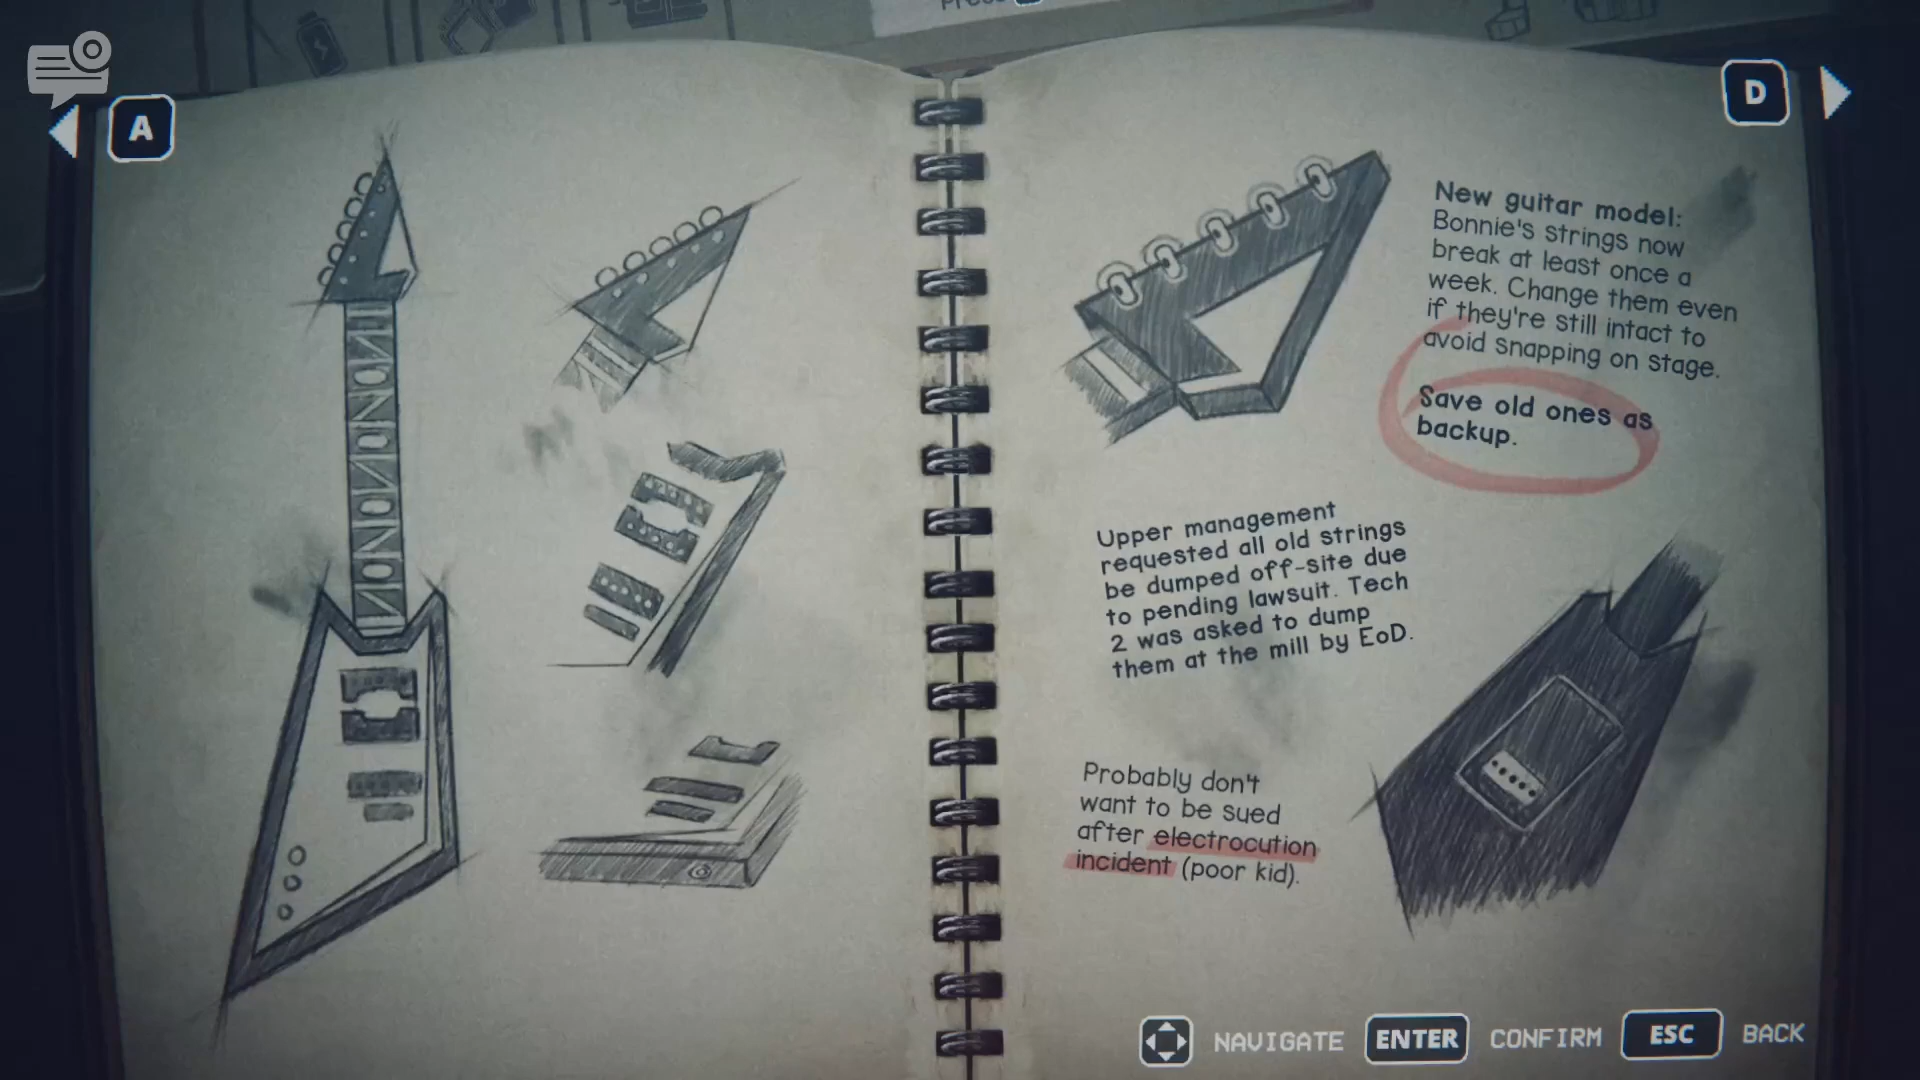 A
D
New guitar model:
Bonnie's strings now
break at least once a
week. Change them even
if they're still intact to
avoid snapping on stage.
Save old ones as
backup.
Upper management
requested all old strings
be dumped off-site due
to pending lawsuit. Tech
2 was asked to dump
them at the mill by EoD.
Probably don't
want to be sued
after electrocution
incident (poor kid).
NAVIGATE ENTER CONFIRM ESC BACK